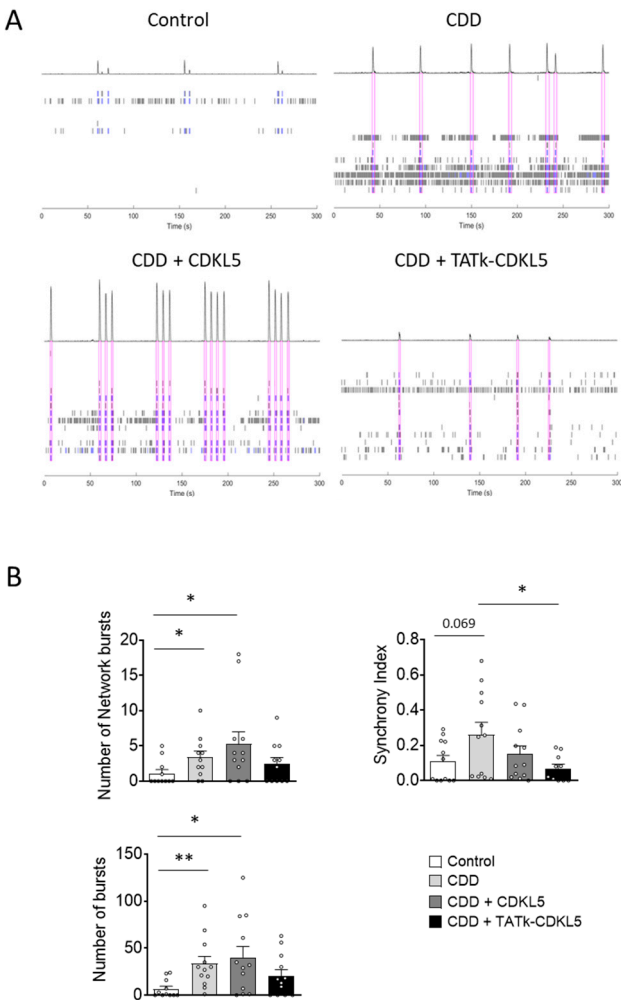 A
Control
CDD
0 50 100 150 200 250 300
Time (s)
0 50 100 150 200 250 300
Time (s)
CDD + CDKL5
CDD + TATk-CDKL5
0 50 100 150 200 250 300
Time (s)
0 50 100 150 200 250 300
Time (s)
B
Number of Network bursts
20
15
10
5
0
*
*
Synchrony Index
0.8
0.6
0.4
0.2
0.0
0.069
*
Number of bursts
150
100
50
0
**
*
Control
CDD
CDD + CDKL5
CDD + TATk-CDKL5